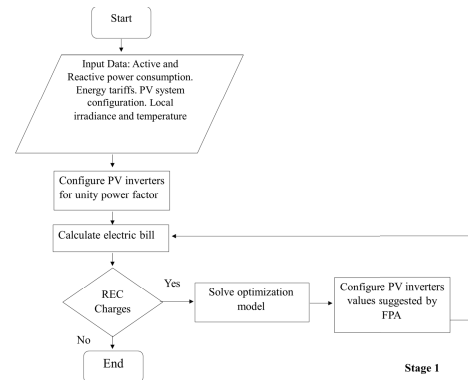 Start
Input Data: Active and
Reactive power consumption.
Energy tariffs. PV system
configuration. Local
irradiance and temperature
Configure PV inverters
for unity power factor
Calculate electric bill
REC
Charges
Yes
Solve optimization
model
Configure PV inverters
values suggested by
FPA
No
End
Stage 1